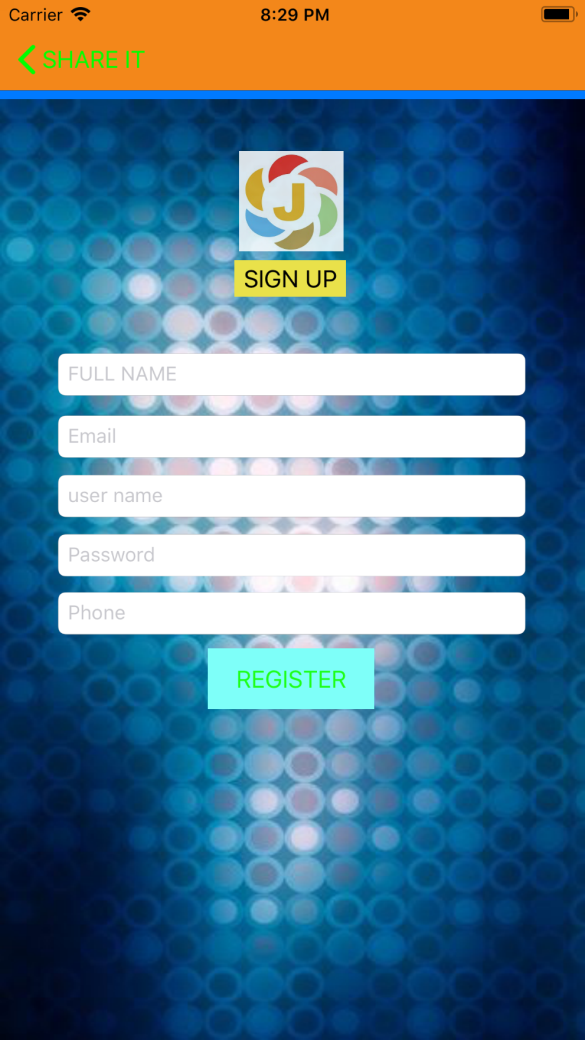 Carrier 8:29 PM
SHARE IT
J
SIGN UP
FULL NAME
Email
user name
Password
Phone
REGISTER